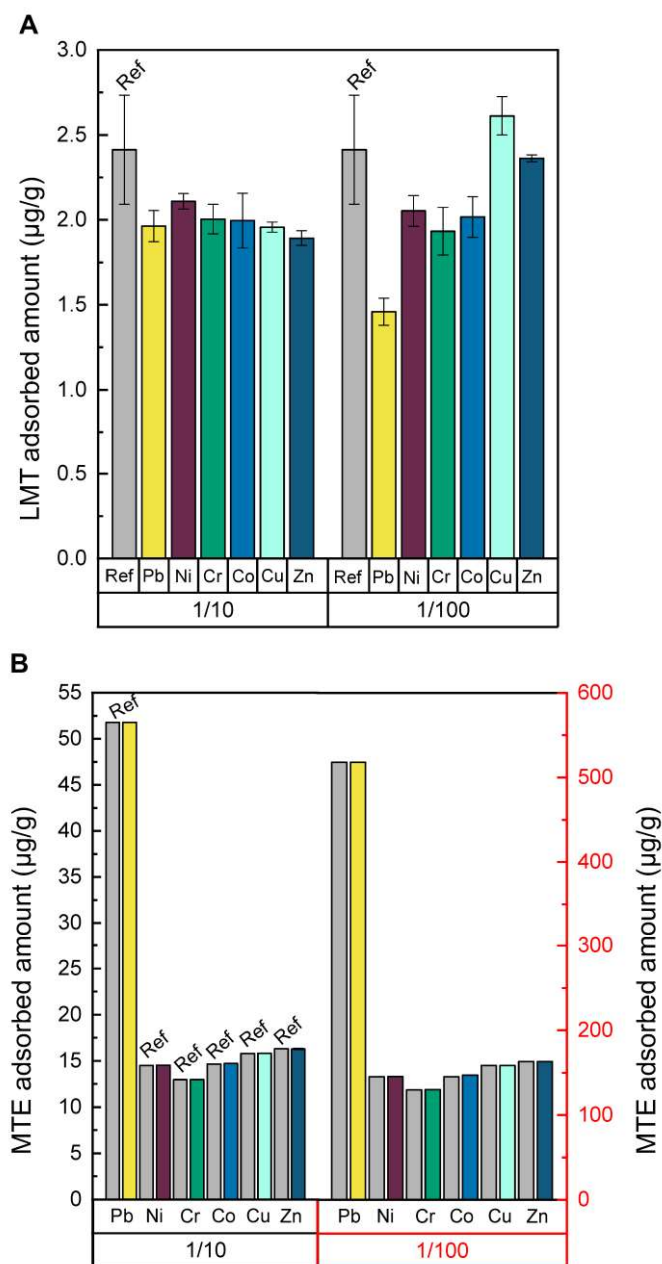 A
3.0
2.5
2.0
1.5
1.0
0.5
0.0
LMT adsorbed amount (µg/g)
Ref
Ref
Ref Pb Ni Cr Co Cu Zn Ref Pb Ni Cr Co Cu Zn
1/10 1/100
B
55
50
45
40
35
30
25
20
15
10
5
0
MTE adsorbed amount (µg/g)
Ref
Ref Ref Ref Ref Ref
600
500
400
300
200
100
0
MTE adsorbed amount (µg/g)
Pb Ni Cr Co Cu Zn Pb Ni Cr Co Cu Zn
1/10 1/100